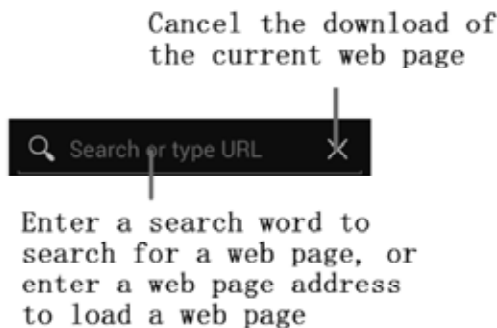 Cancel the download of
the current web page
Search or type URL
Enter a search word to
search for a web page, or
enter a web page address
to load a web page